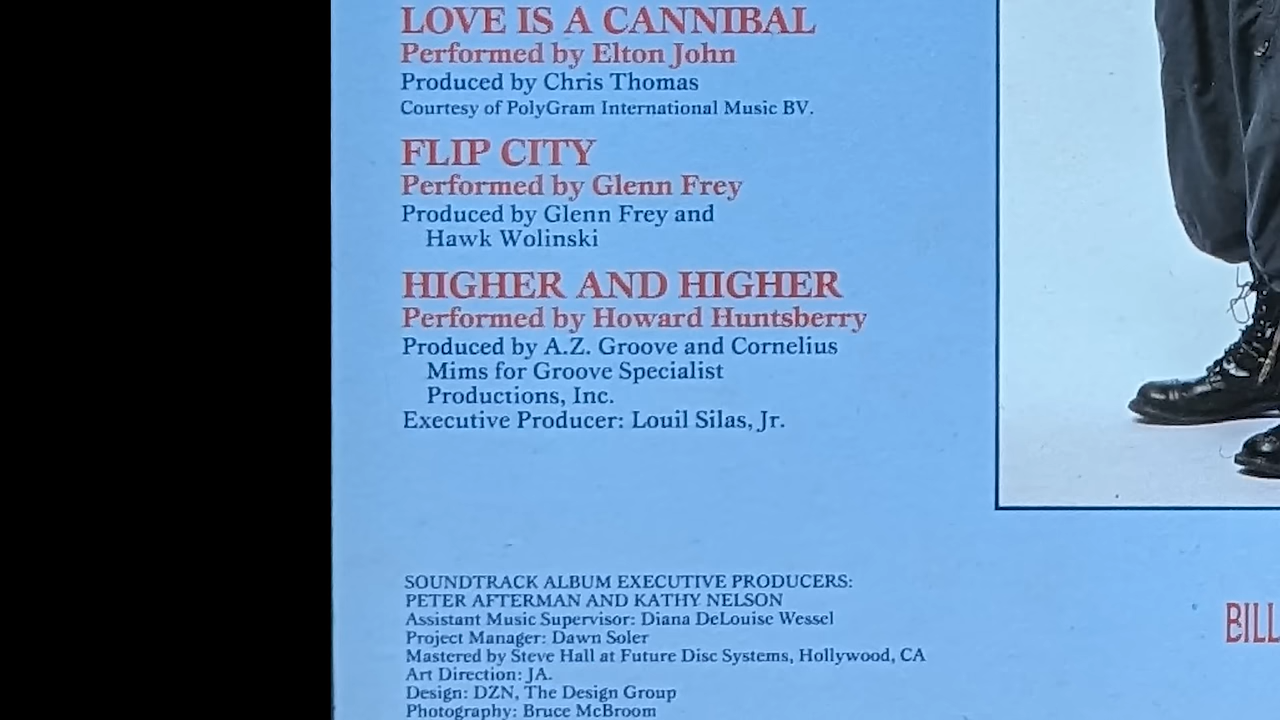 LOVE IS A CANNIBAL
Performed by Elton John
Produced by Chris Thomas
Courtesy of PolyGram International Music BV.
FLIP CITY
Performed by Glenn Frey
Produced by Glenn Frey and
Hawk Wolinski
HIGHER AND HIGHER
Performed by Howard Huntsberry
Produced by A.Z. Groove and Cornelius
Mims for Groove Specialist
Productions, Inc.
Executive Producer: Louil Silas, Jr.
SOUNDTRACK ALBUM EXECUTIVE PRODUCERS:
PETER AFTERMAN AND KATHY NELSON
Assistant Music Supervisor: Diana DeLouise Wessel
Project Manager: Dawn Soler
Mastered by Steve Hall at Future Disc Systems, Hollywood, CA
Art Direction: JA.
Design: DZN, The Design Group
Photography: Bruce McBroom
BILL